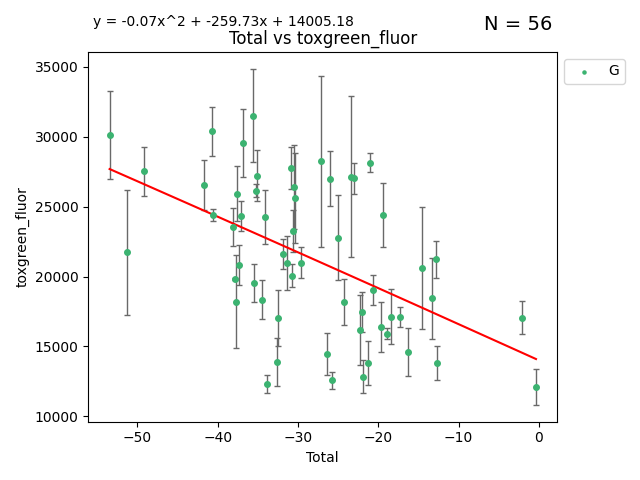 y = -0.07x^2 + -259.73x + 14005.18
N = 56
Total vs toxgreen_fluor
G
35000
30000
25000
20000
15000
10000
toxgreen_fluor
−50
−40
−30
−20
−10
0
Total